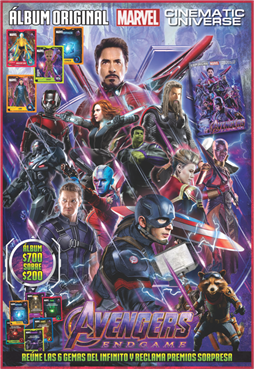 ÁLBUM ORIGINAL MARVEL CINEMATIC UNIVERSE
ÁLBUM
$700
SOBRE
$200
AVENGERS
ENDGAME
REÚNE LAS 6 GEMAS DEL INFINITO Y RECLAMA PREMIOS SORPRESA